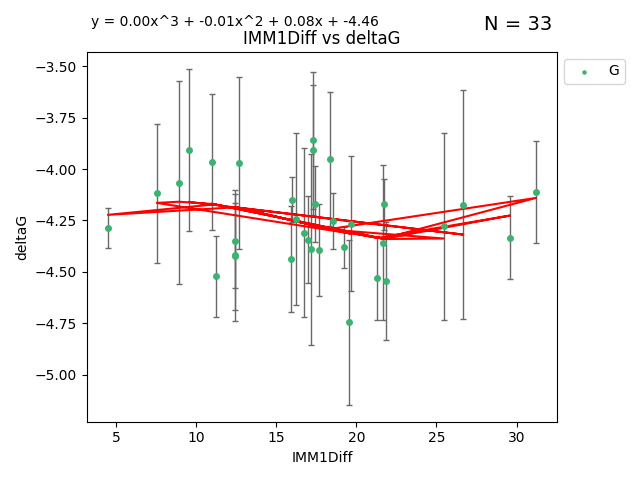 y = 0.00x^3 + -0.01x^2 + 0.08x + -4.46
N = 33
IMM1Diff vs deltaG
G
deltaG
−3.50
−3.75
−4.00
−4.25
−4.50
−4.75
−5.00
5
10
15
20
25
30
IMM1Diff